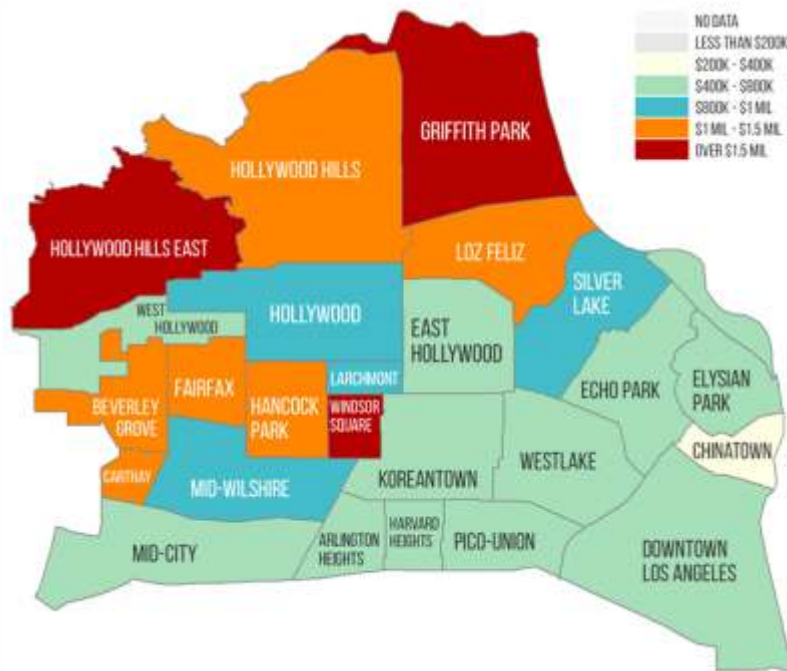 NO DATA
LESS THAN $200K
$200K - $400K
$400K - $800K
$800K - $1 MIL
$1 MIL - $1.5 MIL
OVER $1.5 MIL
GRIFFITH PARK
HOLLYWOOD HILLS
HOLLYWOOD HILLS EAST
LOZ FELIZ
SILVER
LAKE
WEST
HOLLYWOOD
HOLLYWOOD
EAST
HOLLYWOOD
LARCHMONT
FAIRFAX
ECHO PARK
ELYSIAN
PARK
BEVERLEY
GROVE
HANCOCK
PARK
WINDSOR
SQUARE
CHINATOWN
CARTHAY
MID-WILSHIRE
KOREANTOWN
WESTLAKE
MID-CITY
ARLINGTON
HEIGHTS
HARVARD
HEIGHTS
PICO-UNION
DOWNTOWN
LOS ANGELES